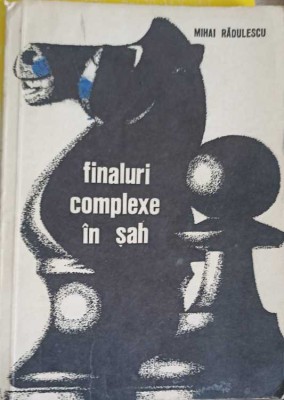 MIHAI RĂDULESCU
finaluri
complexe
în șah